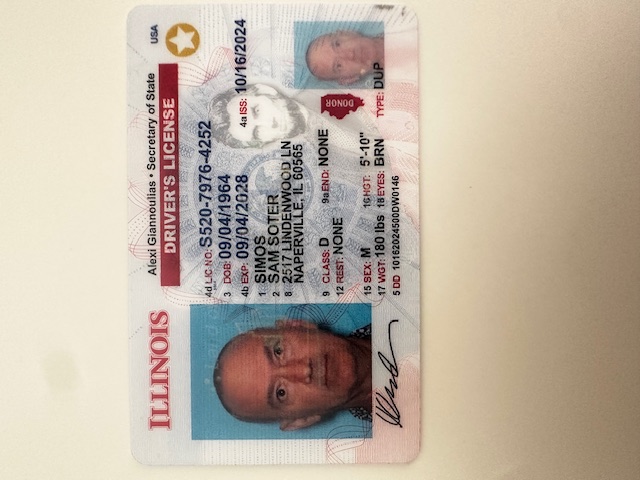 ILLINOIS
Alexi Giannoulias • Secretary of State
USA
DRIVER'S LICENSE
4d LIC NO: S520-7976-4252
3 DOB: 09/04/1964
4b EXP: 09/04/2028
4a ISS: 10/16/2024
1 SIMOS
2 SAM SOTER
8 2517 LINDENWOOD LN
NAPERVILLE, IL 60565
9 CLASS: D
9a END: NONE
12 REST: NONE
DONOR
15 SEX: M
16 HGT: 5'-10"
17 WGT: 180 lbs
18 EYES: BRN
TYPE: DUP
5 DD 10162024500DW0146